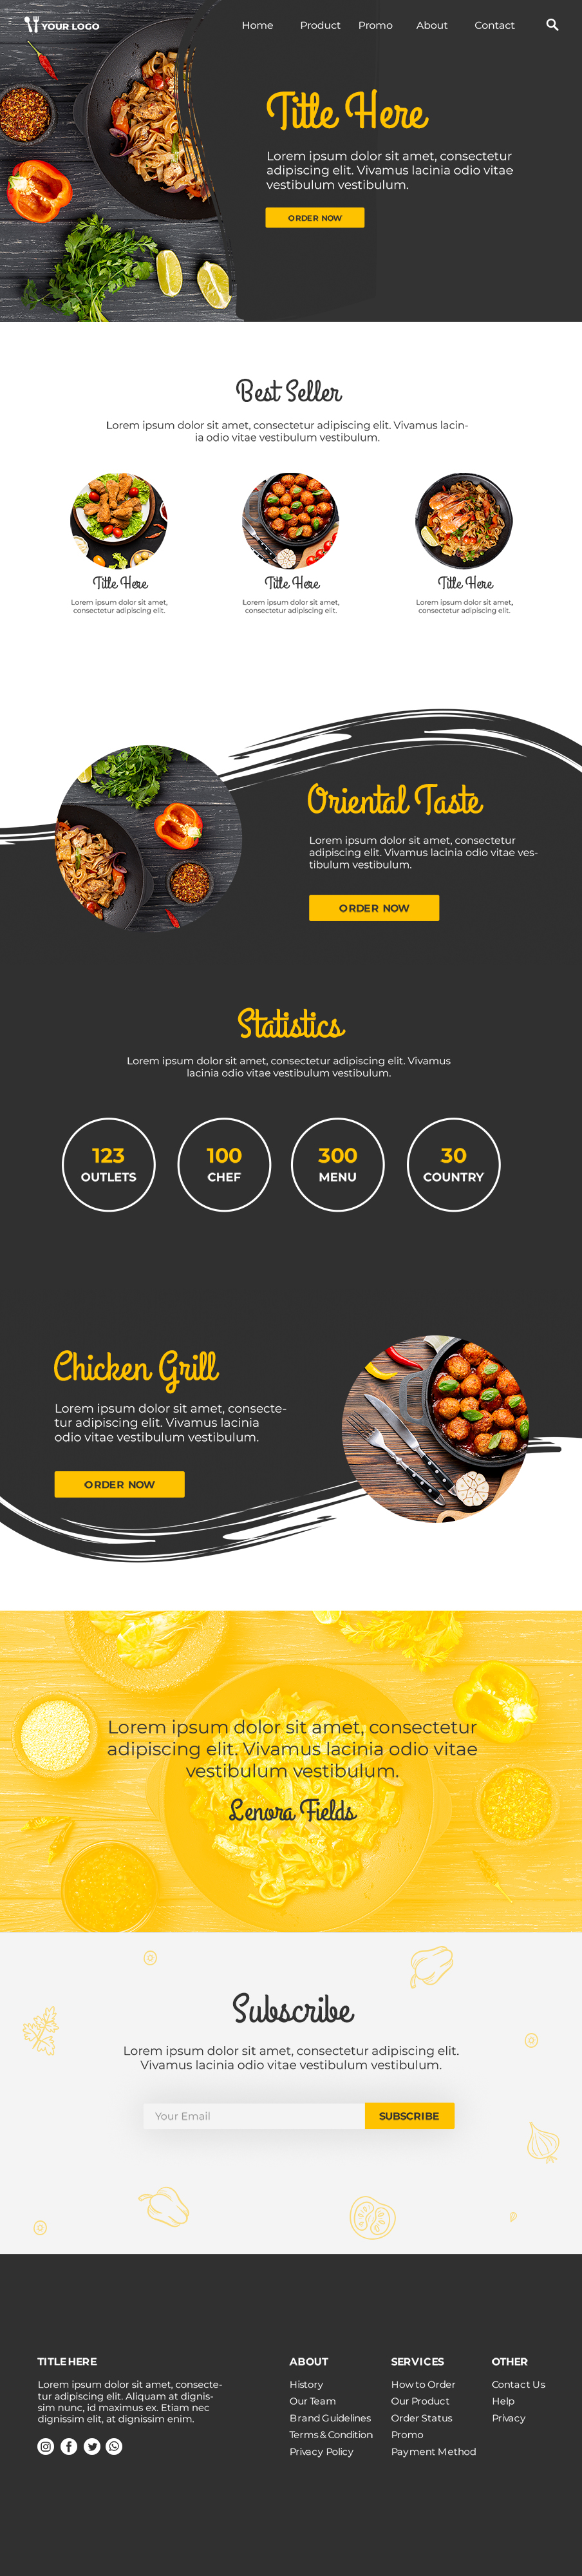 YOUR LOGO
Home Product Promo About Contact
Title Here
Lorem ipsum dolor sit amet, consectetur
adipiscing elit. Vivamus lacinia odio vitae
vestibulum vestibulum.
ORDER NOW
Best Seller
Lorem ipsum dolor sit amet, consectetur adipiscing elit. Vivamus lacin-
ia odio vitae vestibulum vestibulum.
Title Here
Lorem ipsum dolor sit amet,
consectetur adipiscing elit.
Title Here
Lorem ipsum dolor sit amet,
consectetur adipiscing elit.
Title Here
Lorem ipsum dolor sit amet,
consectetur adipiscing elit.
Oriental Taste
Lorem ipsum dolor sit amet, consectetur
adipiscing elit. Vivamus lacinia odio vitae ves-
tibulum vestibulum.
ORDER NOW
Statistics
Lorem ipsum dolor sit amet, consectetur adipiscing elit. Vivamus
lacinia odio vitae vestibulum vestibulum.
123
OUTLETS
100
CHEF
300
MENU
30
COUNTRY
Chicken Grill
Lorem ipsum dolor sit amet, consecte-
tur adipiscing elit. Vivamus lacinia
odio vitae vestibulum vestibulum.
ORDER NOW
Lorem ipsum dolor sit amet, consectetur
adipiscing elit. Vivamus lacinia odio vitae
vestibulum vestibulum.
Lenora Fields
Subscribe
Lorem ipsum dolor sit amet, consectetur adipiscing elit.
Vivamus lacinia odio vitae vestibulum vestibulum.
Your Email
SUBSCRIBE
TITLE HERE
Lorem ipsum dolor sit amet, consecte-
tur adipiscing elit. Aliquam at dignis-
sim nunc, id maximus ex. Etiam nec
dignissim elit, at dignissim enim.
ABOUT
History
Our Team
Brand Guidelines
Terms & Condition
Privacy Policy
SERVICES
How to Order
Our Product
Order Status
Promo
Payment Method
OTHER
Contact Us
Help
Privacy